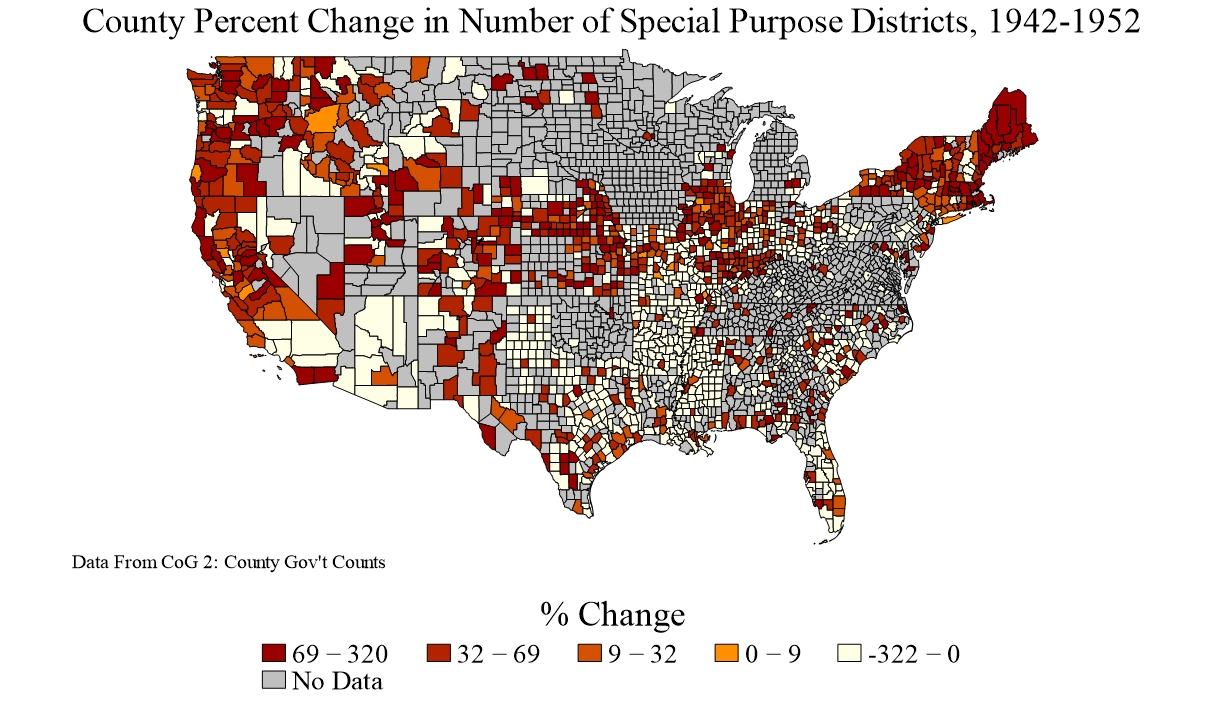 County Percent Change in Number of Special Purpose Districts, 1942-1952
Data From CoG 2: County Gov't Counts
% Change
69 – 320 32 – 69 9 – 32 0 – 9 -322 – 0
No Data